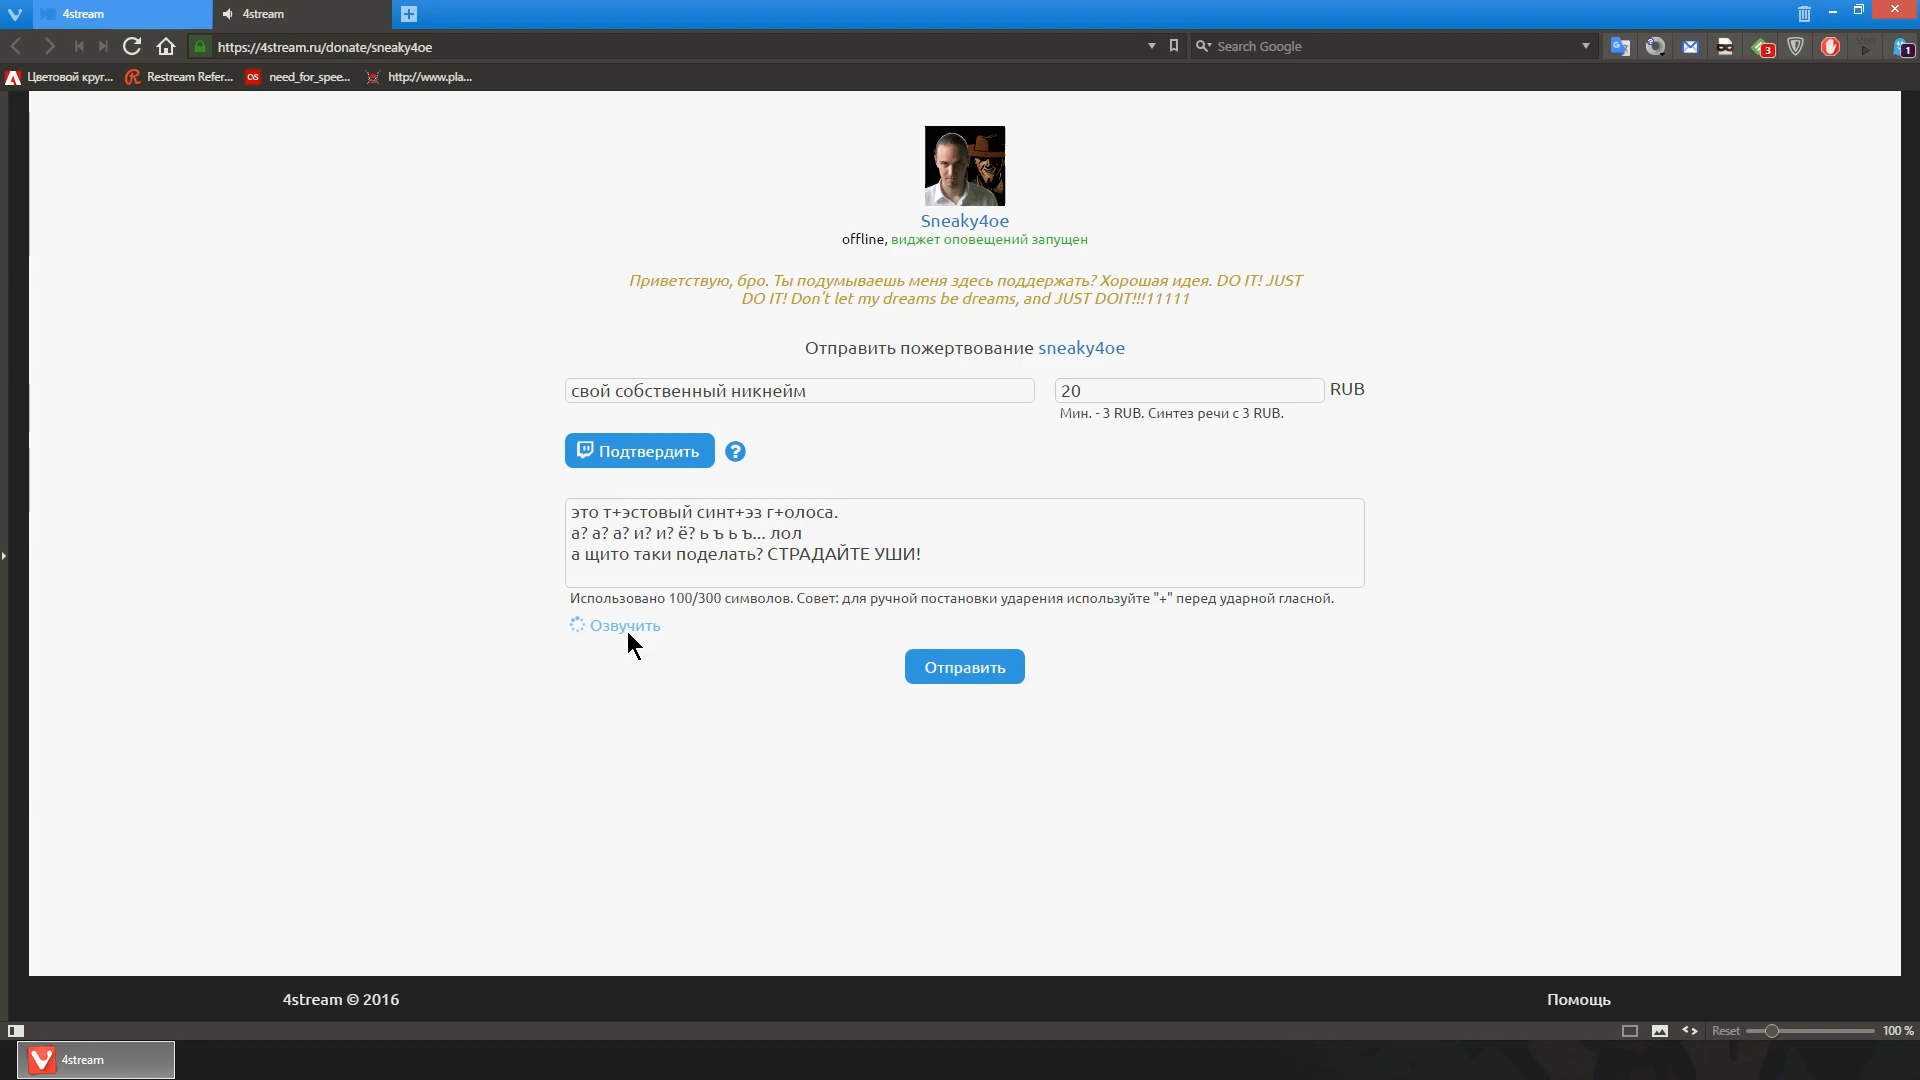 4stream
4stream
https://4stream.ru/donate/sneaky4oe
Search Google
3
1
Цветовой круг...
Restream Refer...
need_for_spee...
http://www.pla...
Sneaky4oe
offline, виджет оповещений запущен
Приветствую, бро. Ты подумываешь меня здесь поддержать? Хорошая идея. DO IT! JUST
DO IT! Don't let my dreams be dreams, and JUST DOIT!!!11111
Отправить пожертвование sneaky4oe
свой собственный никнейм
20 RUB
Мин. - 3 RUB. Синтез речи с 3 RUB.
Подтвердить
это т+эстовый синт+эз г+олоса.
а? а? а? и? и? ё? ь ъ ь ъ... лол
а щито таки поделать? СТРАДАЙТЕ УШИ!
Использовано 100/300 символов. Совет: для ручной постановки ударения используйте "+" перед ударной гласной.
Озвучить
Отправить
4stream © 2016
Помощь
Reset
100 %
4stream